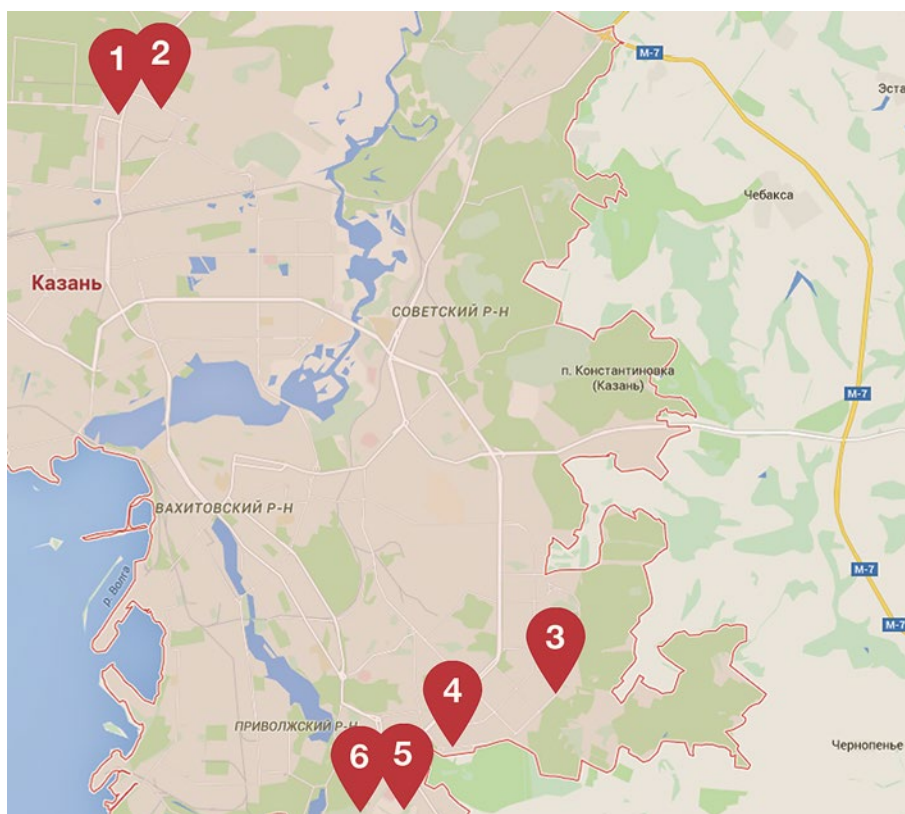 1
2
М-7
Эста
Чебакса
Казань
СОВЕТСКИЙ Р-Н
п. Константиновка
(Казань)
М-7
ВАХИТОВСКИЙ Р-Н
р. Волга
М-7
М-7
3
4
ПРИВОЛЖСКИЙ Р-Н
Чернопенье
6
5